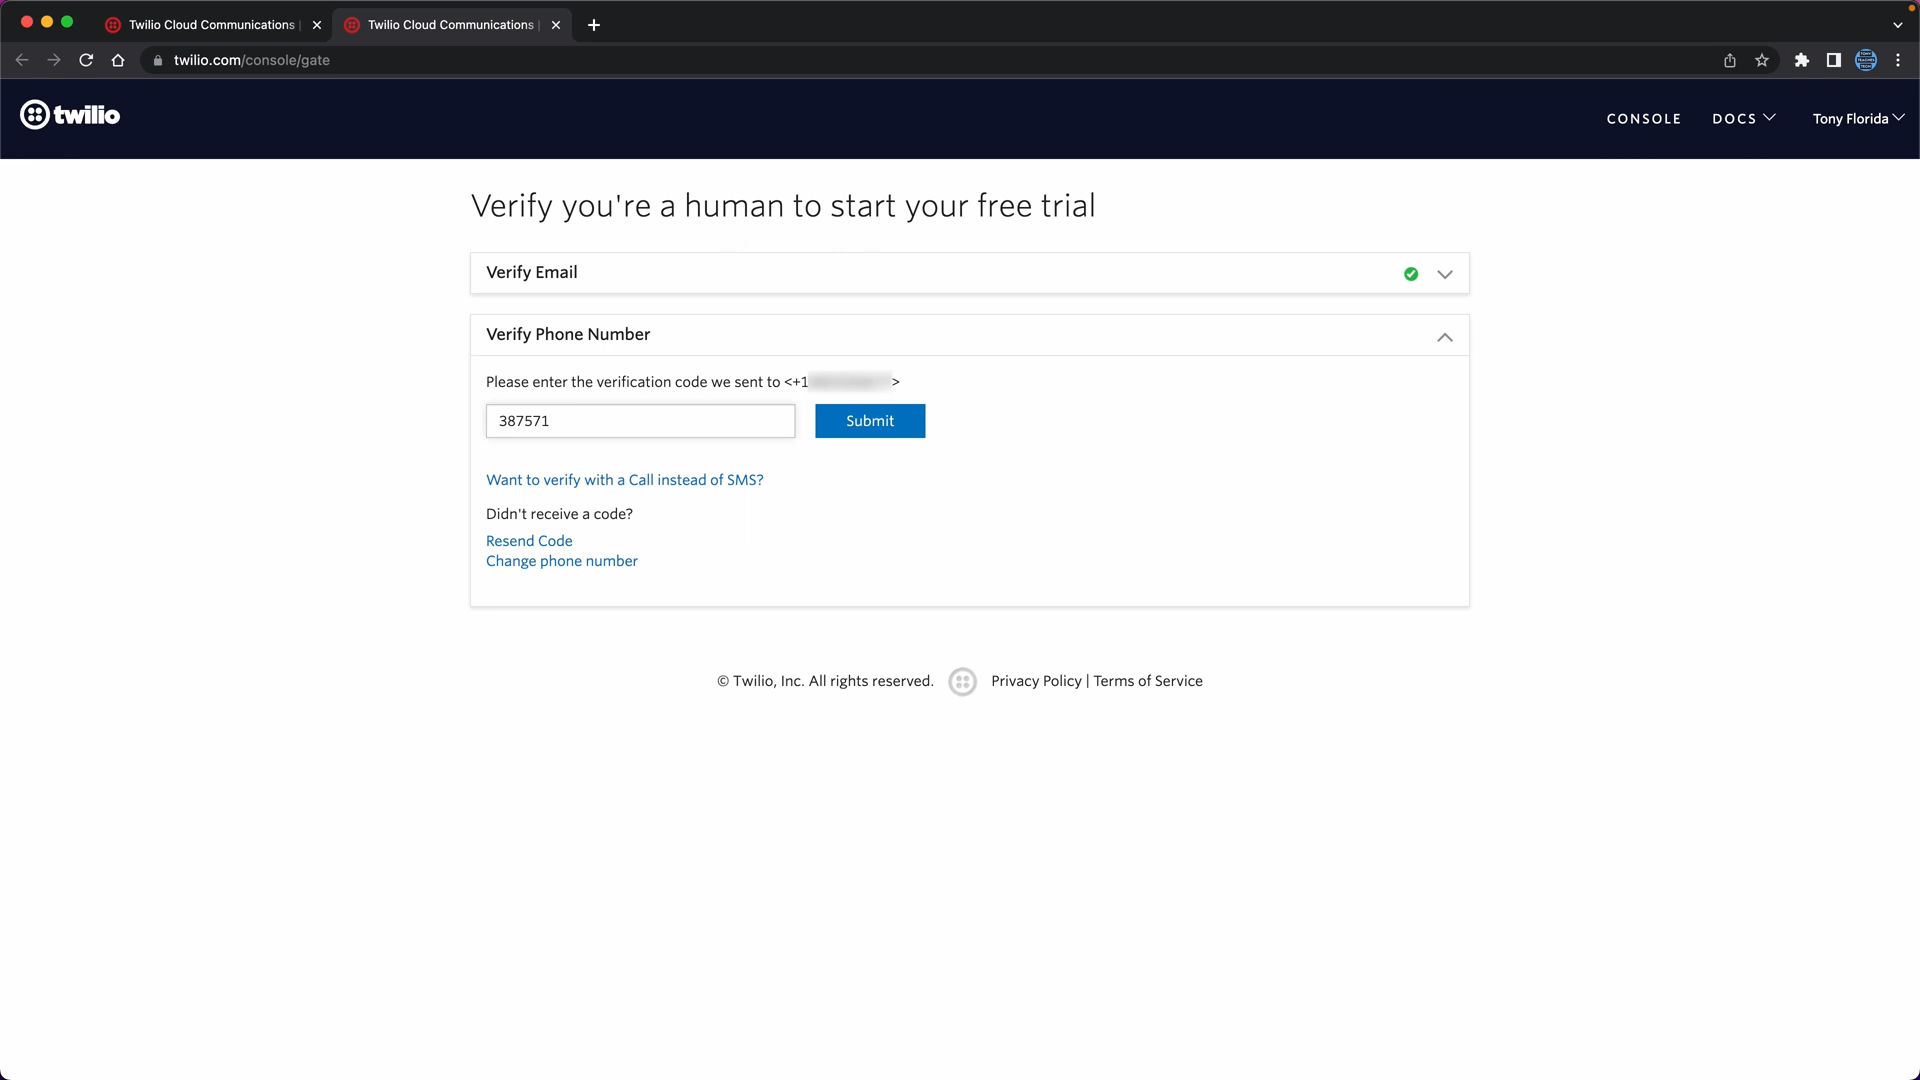 Twilio Cloud Communications |
Twilio Cloud Communications |
twilio.com/console/gate
twilio
CONSOLE
DOCS
Tony Florida
Verify you're a human to start your free trial
Verify Email
Verify Phone Number
Please enter the verification code we sent to <+1 >
387571
Submit
Want to verify with a Call instead of SMS?
Didn't receive a code?
Resend Code
Change phone number
© Twilio, Inc. All rights reserved.
Privacy Policy | Terms of Service